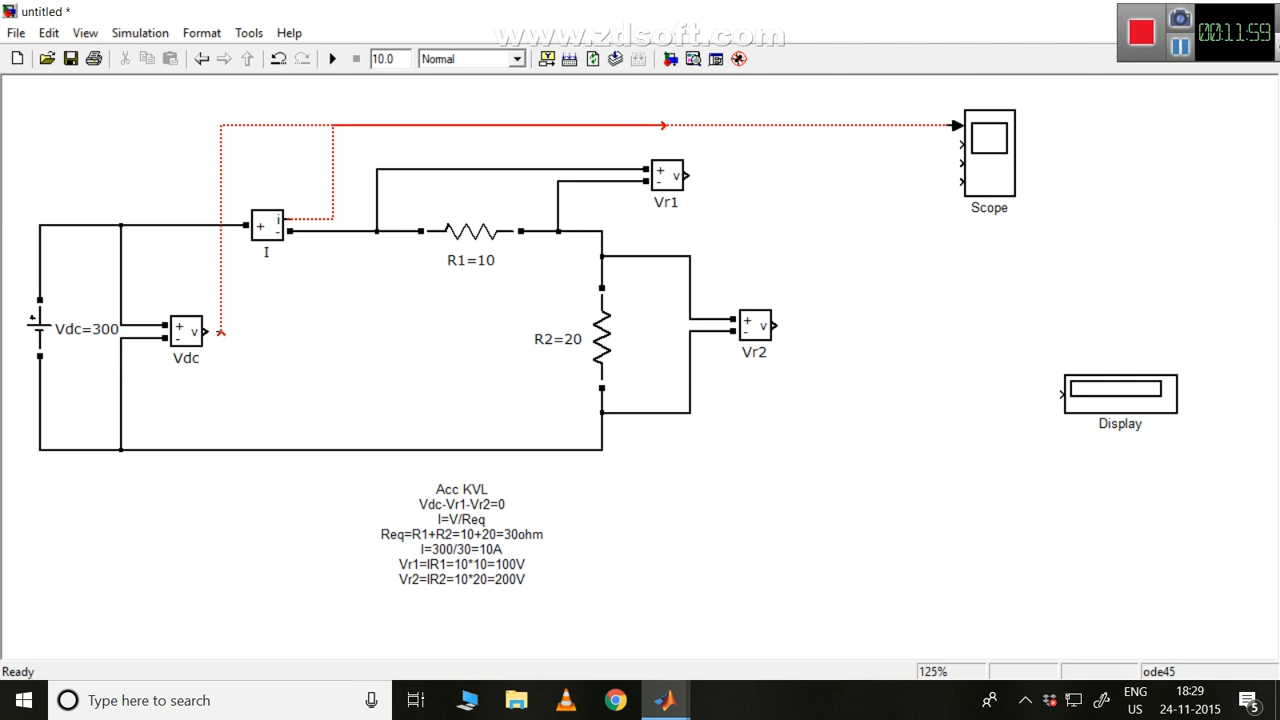 untitled *
File Edit View Simulation Format Tools Help
www.zdsoft.com
00:11:59
10.0
Normal
Scope
+ v
-
Vr1
+ i
-
I
R1=10
Vdc=300
+ v
-
Vdc
R2=20
+ v
-
Vr2
Display
Acc KVL
Vdc-Vr1-Vr2=0
I=V/Req
Req=R1+R2=10+20=30ohm
I=300/30=10A
Vr1=IR1=10*10=100V
Vr2=IR2=10*20=200V
Ready
125%
ode45
Type here to search
ENG
US
18:29
24-11-2015
5